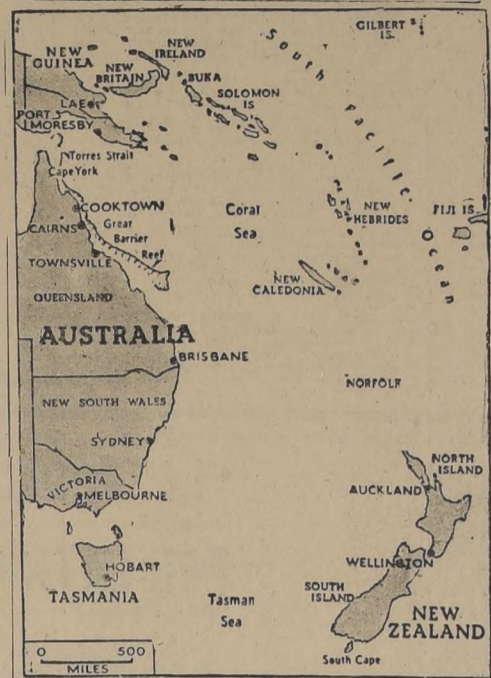 GILBERT
IS.
South Pacific Ocean
NEW
GUINEA
NEW
IRELAND
NEW
BRITAIN
BUKA
SOLOMON
IS
LAE
PORT
MORESBY
Torres Strait
Cape York
COOKTOWN
CAIRNS
Great
Barrier
Reef
Coral
Sea
NEW
HEBRIDES
FIJI IS
TOWNSVILLE
QUEENSLAND
NEW
CALEDONIA
AUSTRALIA
BRISBANE
NORFOLK
NEW SOUTH WALES
SYDNEY
VICTORIA
MELBOURNE
NORTH
ISLAND
AUCKLAND
HOBART
TASMANIA
Tasman
Sea
WELLINGTON
SOUTH
ISLAND
NEW
ZEALAND
South Cape
0 500
MILES